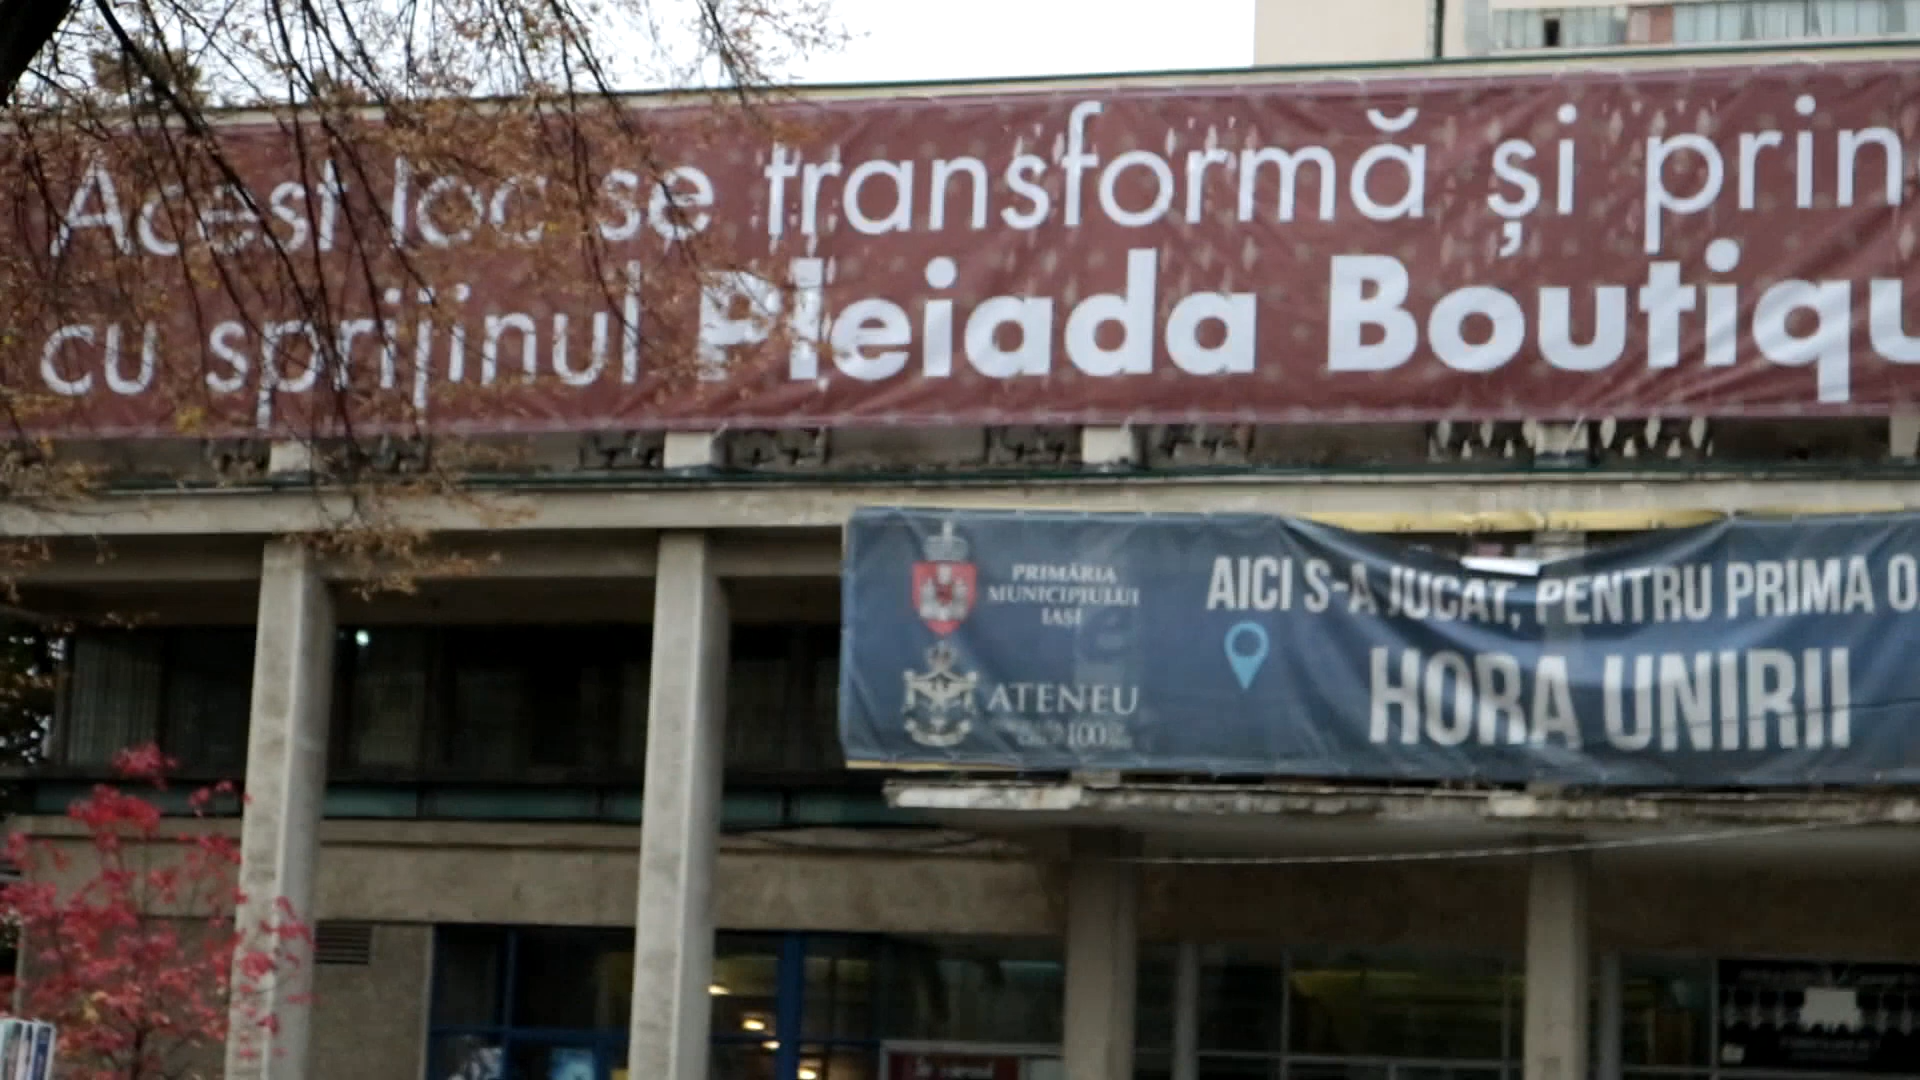 Acest loc se transformă și prin
cu sprijinul Pleiada Boutiqu
PRIMĂRIA
MUNICIPIULUI
IAȘI
ATENEU
100
AICI S-A JUCAT, PENTRU PRIMA O
HORA UNIRII